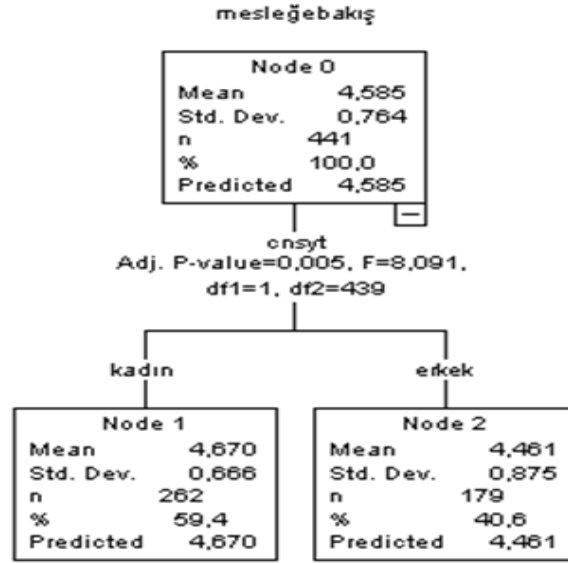 mesleğebakış
Node 0
Mean 4,585
Std. Dev. 0,764
n 441
% 100,0
Predicted 4,585
cnsyt
Adj. P-value=0,005, F=8,091,
df1=1, df2=439
kadın erkek
Node 1
Mean 4,670
Std. Dev. 0,666
n 262
% 59,4
Predicted 4,670
Node 2
Mean 4,461
Std. Dev. 0,875
n 179
% 40,6
Predicted 4,461